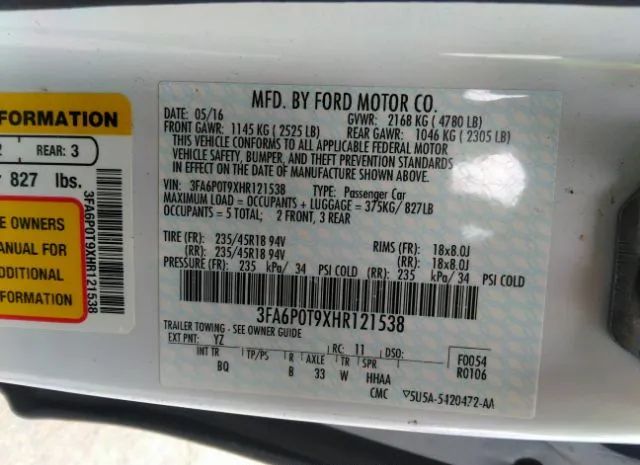 FORMATION
2 REAR: 3
827 lbs.
E OWNERS
ANUAL FOR
DDITIONAL
FORMATION
3FA6P0T9XHR121538
MFD. BY FORD MOTOR CO.
DATE: 05/16 GVWR: 2168 KG ( 4780 LB)
FRONT GAWR: 1145 KG ( 2525 LB) REAR GAWR: 1046 KG ( 2305 LB)
THIS VEHICLE CONFORMS TO ALL APPLICABLE FEDERAL MOTOR
VEHICLE SAFETY, BUMPER, AND THEFT PREVENTION STANDARDS
IN EFFECT ON THE DATE OF MANUFACTURE SHOWN ABOVE.
VIN: 3FA6P0T9XHR121538 TYPE: Passenger Car
MAXIMUM LOAD = OCCUPANTS + LUGGAGE = 375KG/ 827LB
OCCUPANTS = 5 TOTAL; 2 FRONT, 3 REAR
TIRE (FR): 235/45R18 94V RIMS (FR): 18x8.0J
(RR): 235/45R18 94V (RR): 18x8.0J
PRESSURE (FR): 235 kPa/ 34 PSI COLD (RR): 235 kPa/ 34 PSI COLD
3FA6P0T9XHR121538
TRAILER TOWING - SEE OWNER GUIDE
EXT PNT: YZ RC: 11 DSO: F0054
INT TR TP/PS R AXLE TR SPR R0106
BQ B 33 W HHAA
CMC 5U5A-5420472-AA